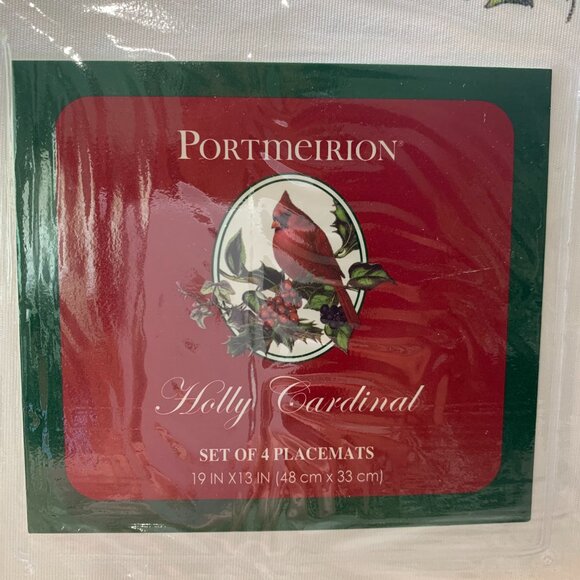 PORTMEIRION®
Holly Cardinal
SET OF 4 PLACEMATS
19 IN X13 IN (48 cm x 33 cm)